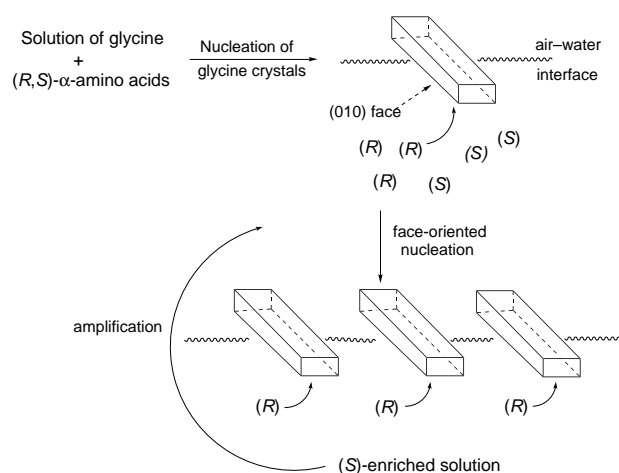 Solution of glycine
+
(R,S)-α-amino acids
Nucleation of
glycine crystals
air–water
interface
(010) face
(R) (R) (S) (S)
(R) (S)
face-oriented
nucleation
amplification
(R) (R) (R)
(S)-enriched solution